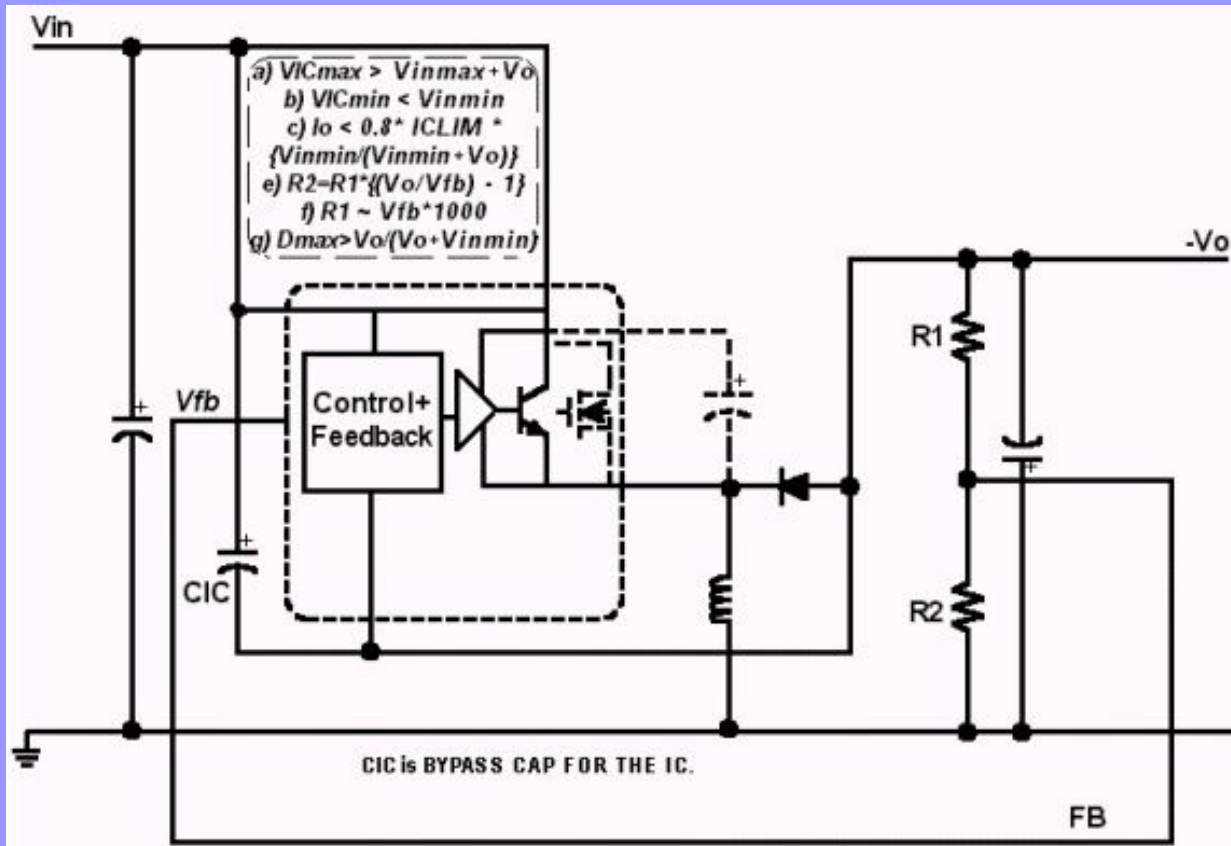 Vin
a) VICmax > Vinmax+Vo
b) VICmin < Vinmin
c) Io < 0.8* ICLIM *
{Vinmin/(Vinmin+Vo)}
e) R2=R1*{(Vo/Vfb) - 1}
f) R1 ~ Vfb*1000
g) Dmax>Vo/(Vo+Vinmin)
-Vo
R1
Vfb
+
Control+
Feedback
+
+
+
CIC
R2
CIC is BYPASS CAP FOR THE IC.
FB